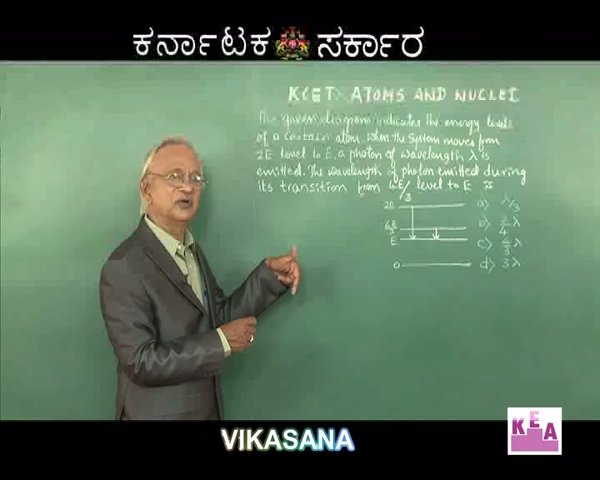 ಕರ್ನಾಟಕ ಸರ್ಕಾರ
KCET ATOMS AND NUCLEI
The given diagram indicates the energy levels
of a certain atom. When the system moves from
2E level to E, a photon of wavelength λ is
emitted. The wavelength of photon emitted during
its transition from 4E/3 level to E is
2E a) λ/3
4E/3 b) 3/4 λ
E c) 4/3 λ
0 d) 3λ
VIKASANA
KEA